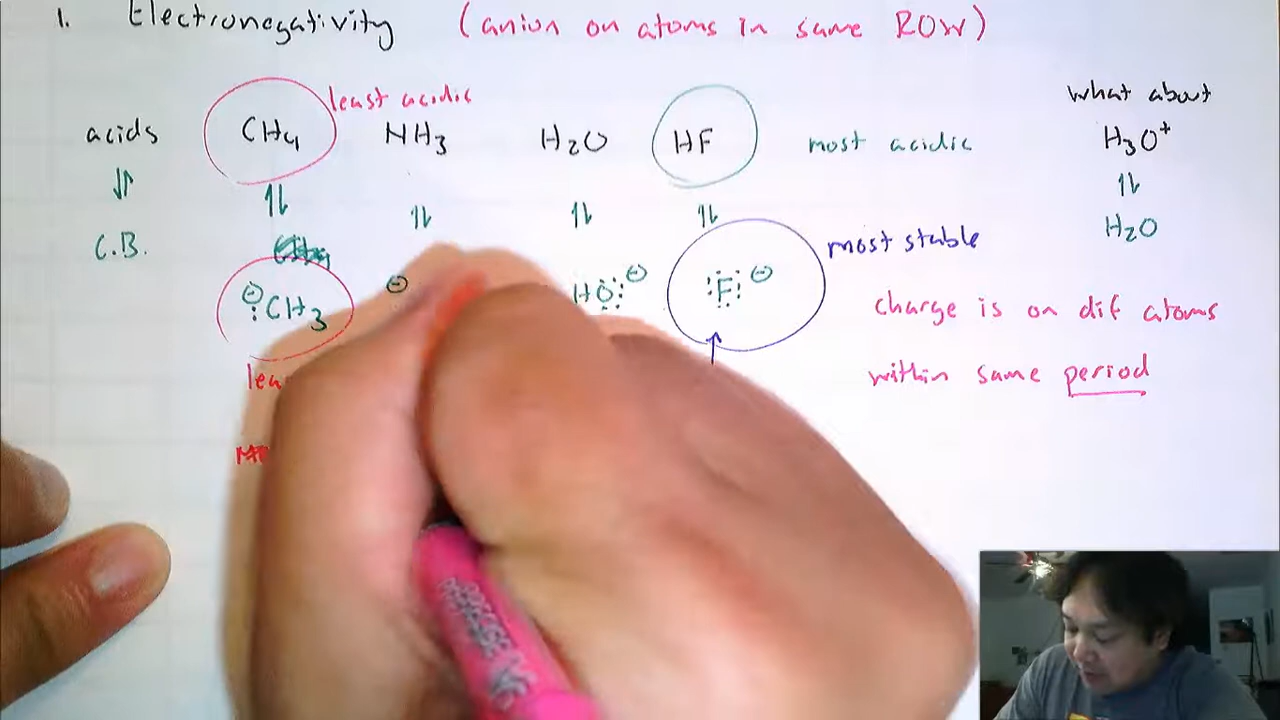 1. Electronegativity (anion on atoms in same ROW)
least acidic
what about
acids CH4 NH3 H2O HF most acidic H3O+
⇌ ⇌ ⇌ ⇌ ⇌ ⇌
C.B. most stable H2O
⊖:CH3 ⊖ HO:⊖ :F:⊖
charge is on dif atoms
within same period